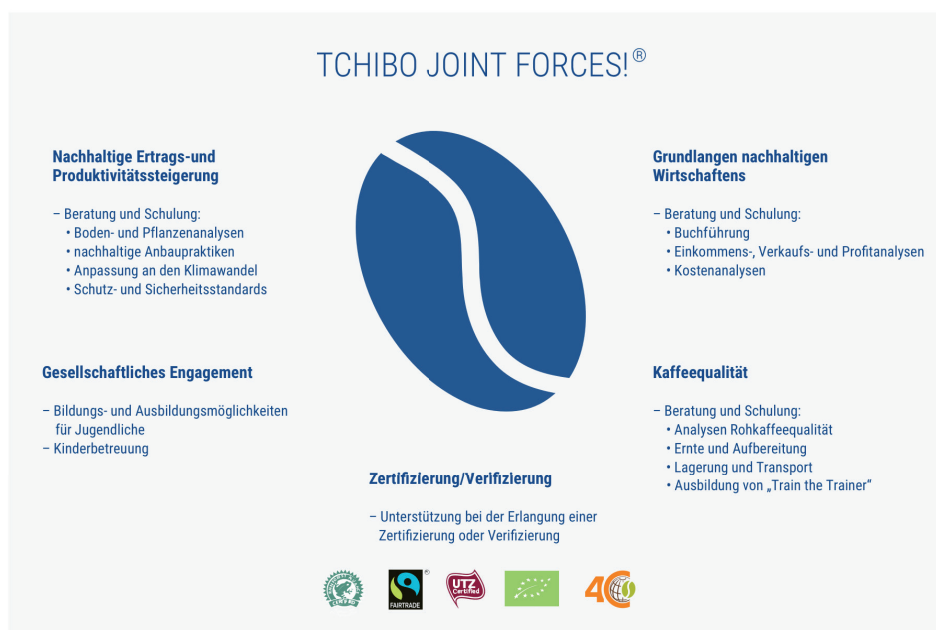 TCHIBO JOINT FORCES!®
Nachhaltige Ertrags-und
Produktivitätssteigerung
– Beratung und Schulung:
• Boden- und Pflanzenanalysen
• nachhaltige Anbaupraktiken
• Anpassung an den Klimawandel
• Schutz- und Sicherheitsstandards
Grundlangen nachhaltigen
Wirtschaftens
– Beratung und Schulung:
• Buchführung
• Einkommens-, Verkaufs- und Profitanalysen
• Kostenanalysen
Gesellschaftliches Engagement
– Bildungs- und Ausbildungsmöglichkeiten
für Jugendliche
– Kinderbetreuung
Kaffeequalität
– Beratung und Schulung:
• Analysen Rohkaffeequalität
• Ernte und Aufbereitung
• Lagerung und Transport
• Ausbildung von „Train the Trainer“
Zertifizierung/Verifizierung
– Unterstützung bei der Erlangung einer
Zertifizierung oder Verifizierung
FAIRTRADE
®
UTZ
Certified
4C